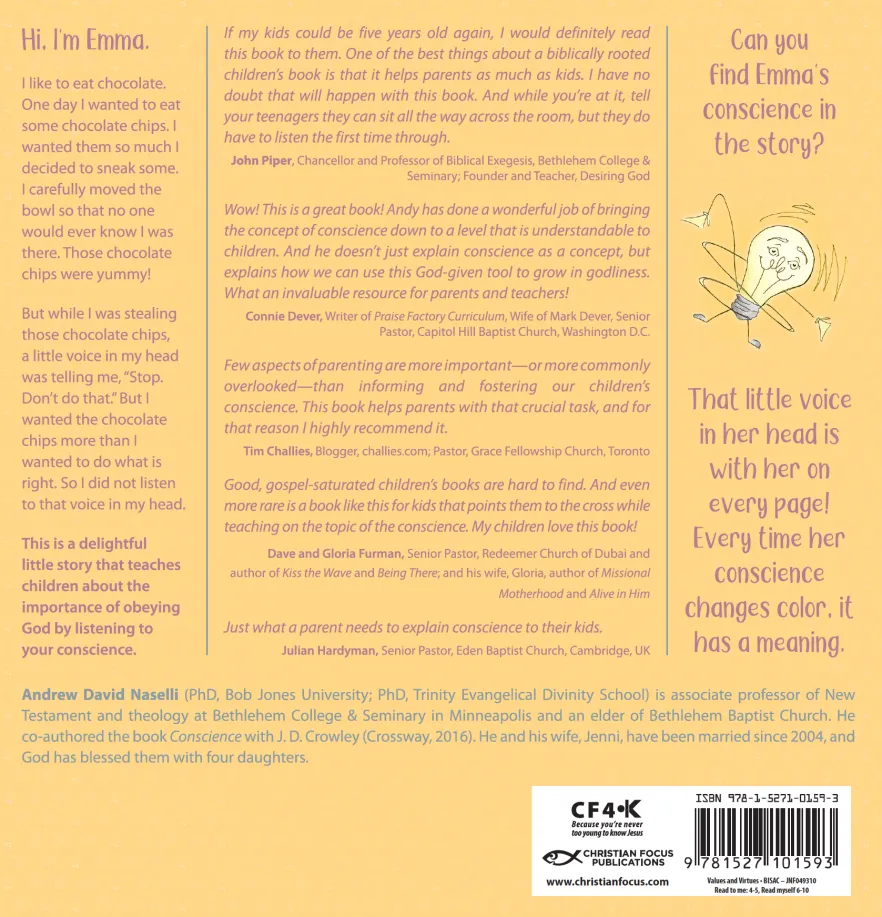 Hi, I'm Emma.
I like to eat chocolate.
One day I wanted to eat
some chocolate chips. I
wanted them so much I
decided to sneak some.
I carefully moved the
bowl so that no one
would ever know I was
there. Those chocolate
chips were yummy!
But while I was stealing
those chocolate chips,
a little voice in my head
was telling me, “Stop.
Don’t do that.” But I
wanted the chocolate
chips more than I
wanted to do what is
right. So I did not listen
to that voice in my head.
This is a delightful
little story that teaches
children about the
importance of obeying
God by listening to
your conscience.
If my kids could be five years old again, I would definitely read
this book to them. One of the best things about a biblically rooted
children’s book is that it helps parents as much as kids. I have no
doubt that will happen with this book. And while you’re at it, tell
your teenagers they can sit all the way across the room, but they do
have to listen the first time through.
John Piper, Chancellor and Professor of Biblical Exegesis, Bethlehem College &
Seminary; Founder and Teacher, Desiring God
Wow! This is a great book! Andy has done a wonderful job of bringing
the concept of conscience down to a level that is understandable to
children. And he doesn’t just explain conscience as a concept, but
explains how we can use this God-given tool to grow in godliness.
What an invaluable resource for parents and teachers!
Connie Dever, Writer of Praise Factory Curriculum, Wife of Mark Dever, Senior
Pastor, Capitol Hill Baptist Church, Washington D.C.
Few aspects of parenting are more important—or more commonly
overlooked—than informing and fostering our children’s
conscience. This book helps parents with that crucial task, and for
that reason I highly recommend it.
Tim Challies, Blogger, challies.com; Pastor, Grace Fellowship Church, Toronto
Good, gospel-saturated children’s books are hard to find. And even
more rare is a book like this for kids that points them to the cross while
teaching on the topic of the conscience. My children love this book!
Dave and Gloria Furman, Senior Pastor, Redeemer Church of Dubai and
author of Kiss the Wave and Being There; and his wife, Gloria, author of Missional
Motherhood and Alive in Him
Just what a parent needs to explain conscience to their kids.
Julian Hardyman, Senior Pastor, Eden Baptist Church, Cambridge, UK
Can you
find Emma's
conscience in
the story?
That little voice
in her head is
with her on
every page!
Every time her
conscience
changes color, it
has a meaning.
Andrew David Naselli (PhD, Bob Jones University; PhD, Trinity Evangelical Divinity School) is associate professor of New
Testament and theology at Bethlehem College & Seminary in Minneapolis and an elder of Bethlehem Baptist Church. He
co-authored the book Conscience with J. D. Crowley (Crossway, 2016). He and his wife, Jenni, have been married since 2004, and
God has blessed them with four daughters.
CF4•K
Because you’re never
too young to know Jesus
CHRISTIAN FOCUS
PUBLICATIONS
www.christianfocus.com
ISBN 978-1-5271-0159-3
9 781527 101593
Values and Virtues • BISAC – JNF049310
Read to me: 4-5, Read myself 6-10